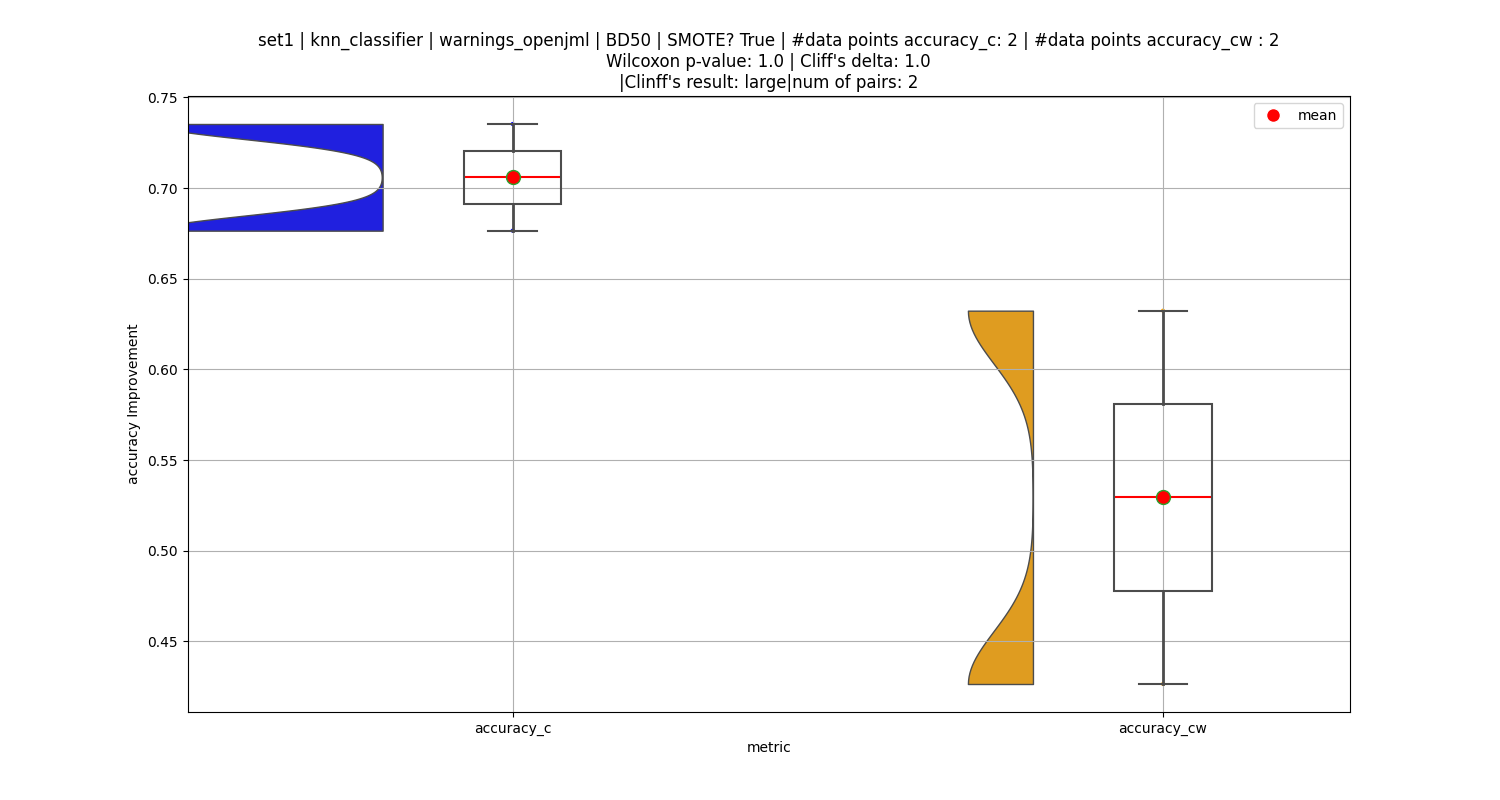 set1 | knn_classifier | warnings_openjml | BD50 | SMOTE? True | #data points accuracy_c: 2 | #data points accuracy_cw : 2
Wilcoxon p-value: 1.0 | Cliff's delta: 1.0
|Clinff's result: large|num of pairs: 2
mean
0.75
0.70
0.65
0.60
0.55
0.50
0.45
accuracy Improvement
accuracy_c
accuracy_cw
metric